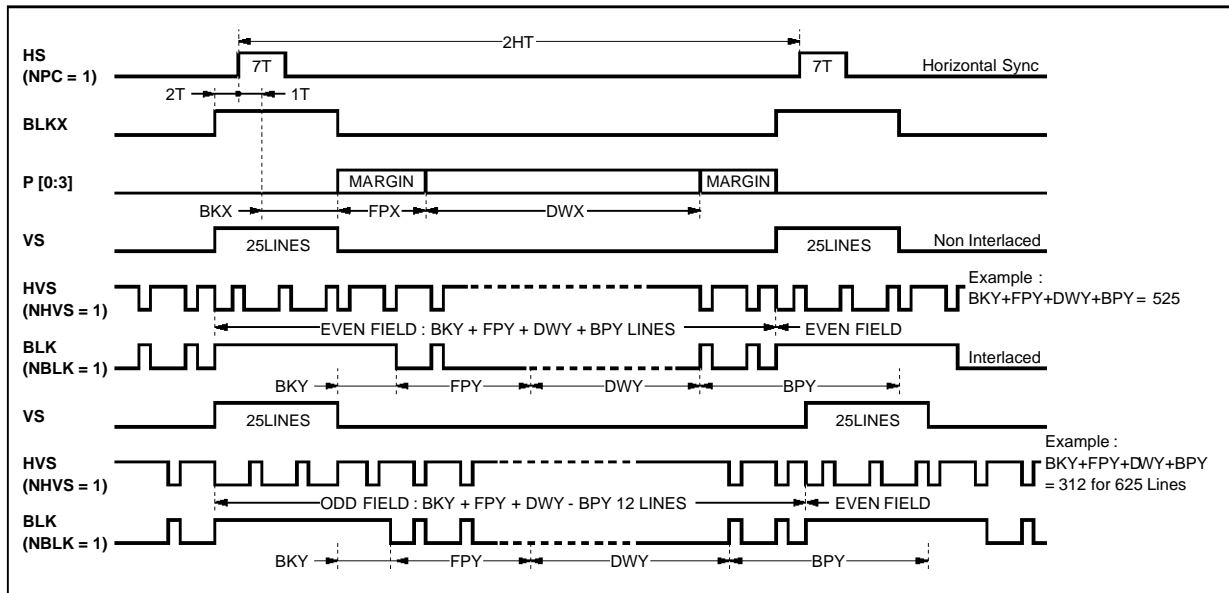 2HT
HS
(NPC = 1)
7T
7T
Horizontal Sync
2T
1T
BLKX
P [0:3]
MARGIN
MARGIN
BKX
FPX
DWX
VS
25LINES
25LINES
Non Interlaced
HVS
(NHVS = 1)
Example :
BKY+FPY+DWY+BPY = 525
EVEN FIELD : BKY + FPY + DWY + BPY LINES
EVEN FIELD
BLK
(NBLK = 1)
Interlaced
BKY
FPY
DWY
BPY
VS
25LINES
25LINES
HVS
(NHVS = 1)
Example :
BKY+FPY+DWY+BPY
= 312 for 625 Lines
ODD FIELD : BKY + FPY + DWY - BPY 12 LINES
EVEN FIELD
BLK
(NBLK = 1)
BKY
FPY
DWY
BPY